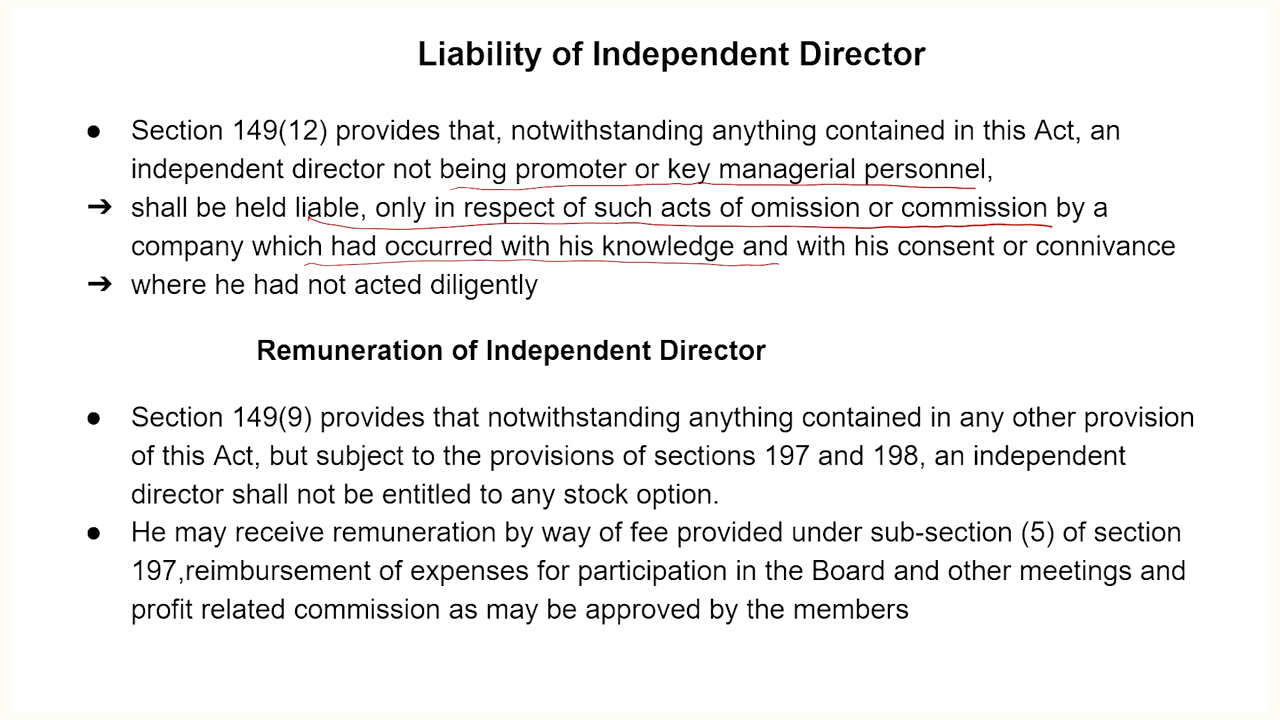 Liability of Independent Director
● Section 149(12) provides that, notwithstanding anything contained in this Act, an
independent director not being promoter or key managerial personnel,
➔ shall be held liable, only in respect of such acts of omission or commission by a
company which had occurred with his knowledge and with his consent or connivance
➔ where he had not acted diligently
Remuneration of Independent Director
● Section 149(9) provides that notwithstanding anything contained in any other provision
of this Act, but subject to the provisions of sections 197 and 198, an independent
director shall not be entitled to any stock option.
● He may receive remuneration by way of fee provided under sub-section (5) of section
197,reimbursement of expenses for participation in the Board and other meetings and
profit related commission as may be approved by the members